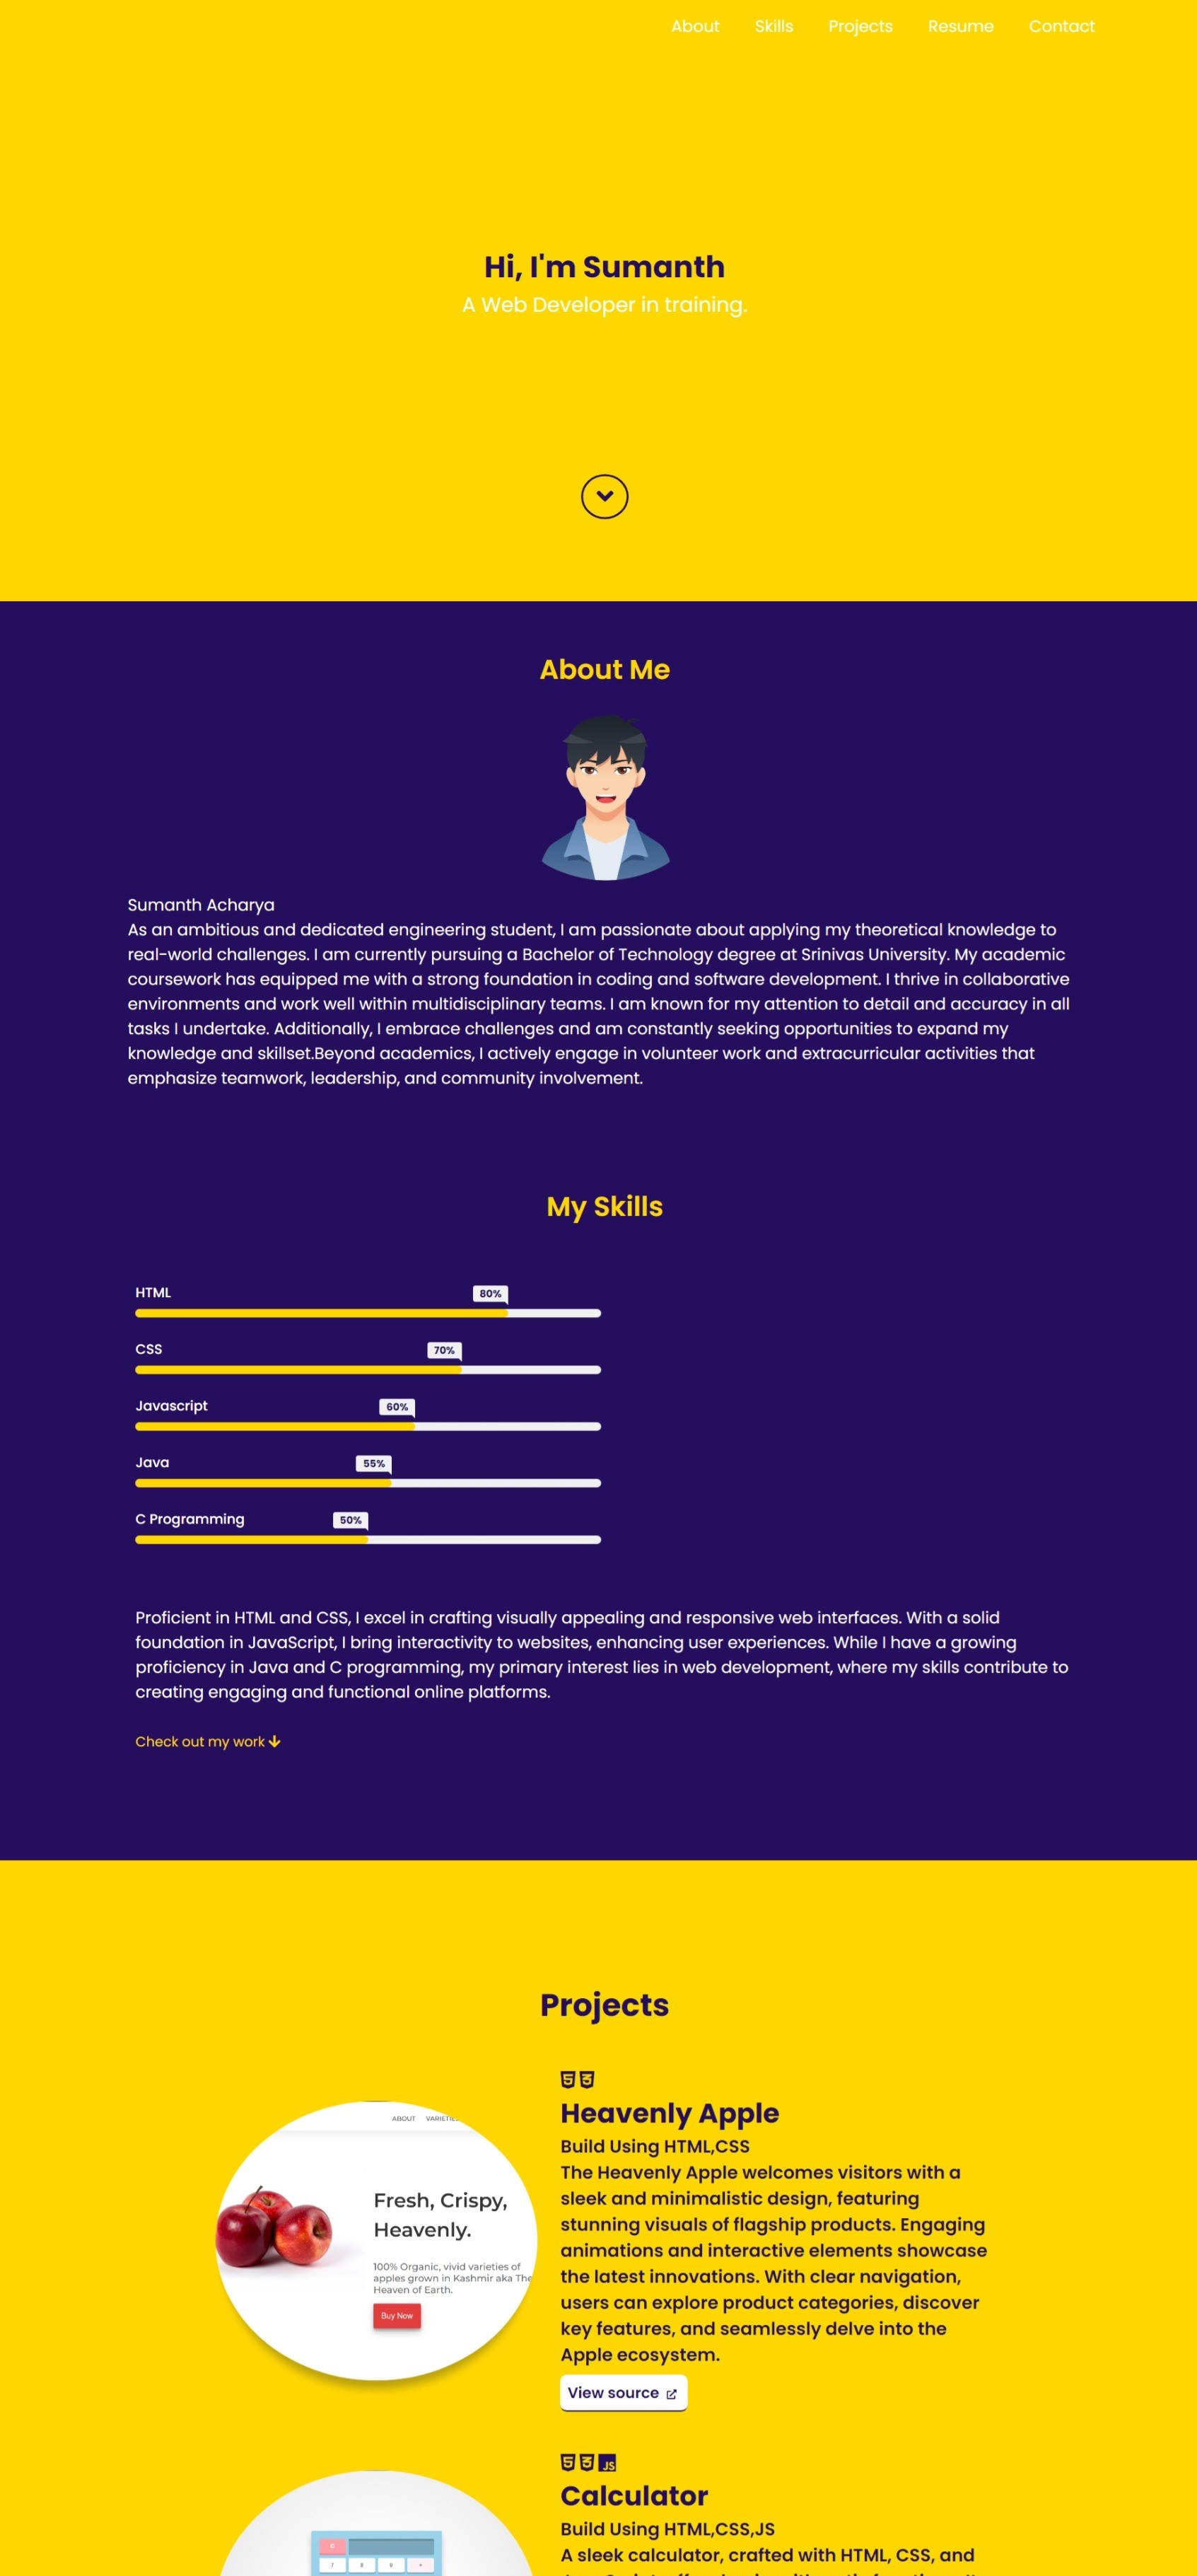 About Skills Projects Resume Contact
Hi, I'm Sumanth
A Web Developer in training.
About Me
Sumanth Acharya
As an ambitious and dedicated engineering student, I am passionate about applying my theoretical knowledge to
real-world challenges. I am currently pursuing a Bachelor of Technology degree at Srinivas University. My academic
coursework has equipped me with a strong foundation in coding and software development. I thrive in collaborative
environments and work well within multidisciplinary teams. I am known for my attention to detail and accuracy in all
tasks I undertake. Additionally, I embrace challenges and am constantly seeking opportunities to expand my
knowledge and skillset.Beyond academics, I actively engage in volunteer work and extracurricular activities that
emphasize teamwork, leadership, and community involvement.
My Skills
HTML 80%
CSS 70%
Javascript 60%
Java 55%
C Programming 50%
Proficient in HTML and CSS, I excel in crafting visually appealing and responsive web interfaces. With a solid
foundation in JavaScript, I bring interactivity to websites, enhancing user experiences. While I have a growing
proficiency in Java and C programming, my primary interest lies in web development, where my skills contribute to
creating engaging and functional online platforms.
Check out my work
Projects
ABOUT
Fresh, Crispy,
Heavenly.
100% Organic, vivid varieties of
apples grown in Kashmir aka The
Heaven of Earth.
Buy Now
Heavenly Apple
Build Using HTML,CSS
The Heavenly Apple welcomes visitors with a
sleek and minimalistic design, featuring
stunning visuals of flagship products. Engaging
animations and interactive elements showcase
the latest innovations. With clear navigation,
users can explore product categories, discover
key features, and seamlessly delve into the
Apple ecosystem.
View source
JS
Calculator
Build Using HTML,CSS,JS
A sleek calculator, crafted with HTML, CSS, and